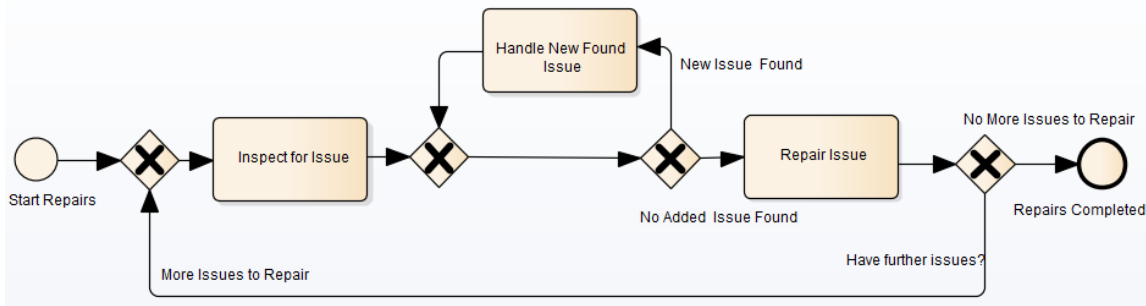 Handle New Found
Issue
New Issue Found
No More Issues to Repair
Inspect for Issue
Repair Issue
Start Repairs
No Added Issue Found
Repairs Completed
Have further issues?
More Issues to Repair